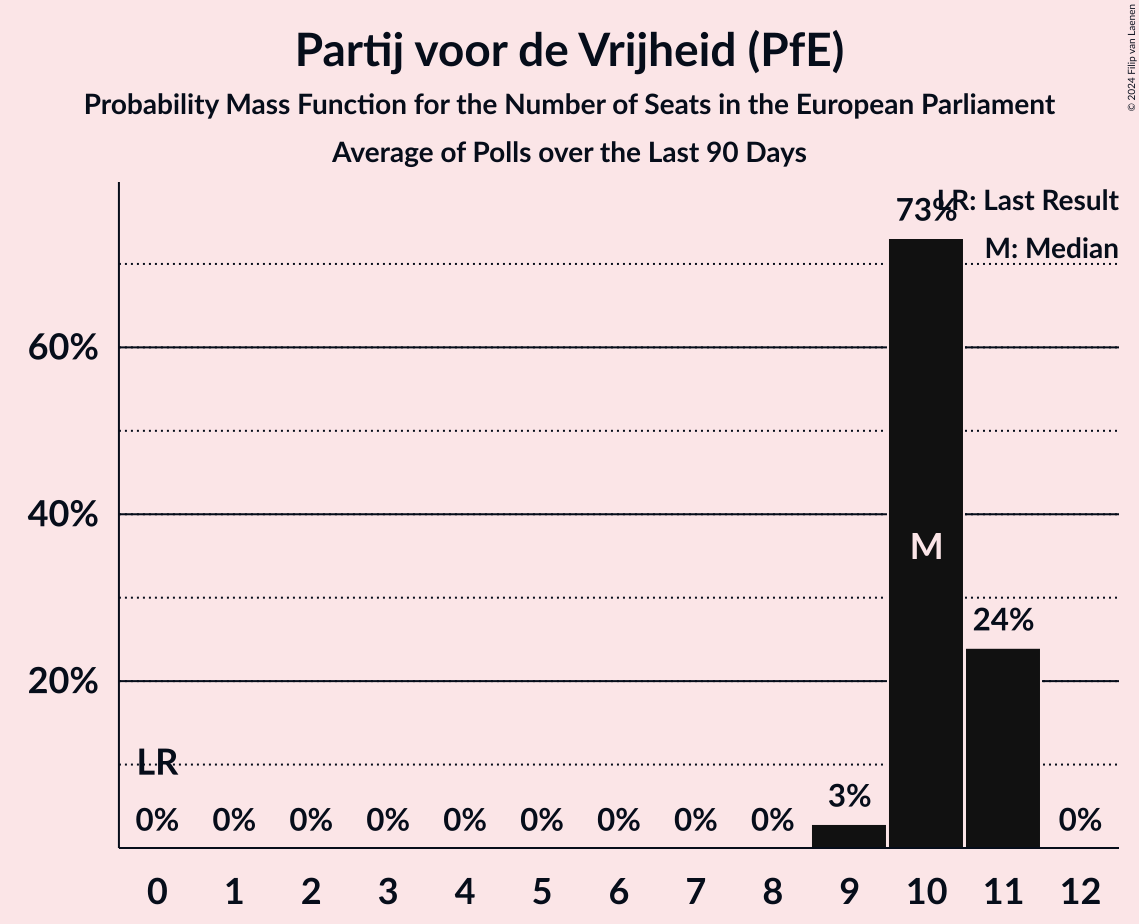 Partij voor de Vrijheid (PfE)
Probability Mass Function for the Number of Seats in the European Parliament
Average of Polls over the Last 90 Days
© 2024 Filip van Laenen
LR: Last Result
M: Median
73%
60%
40%
M
24%
20%
LR
3%
0% 0% 0% 0% 0% 0% 0% 0% 0% 0%
0 1 2 3 4 5 6 7 8 9 10 11 12